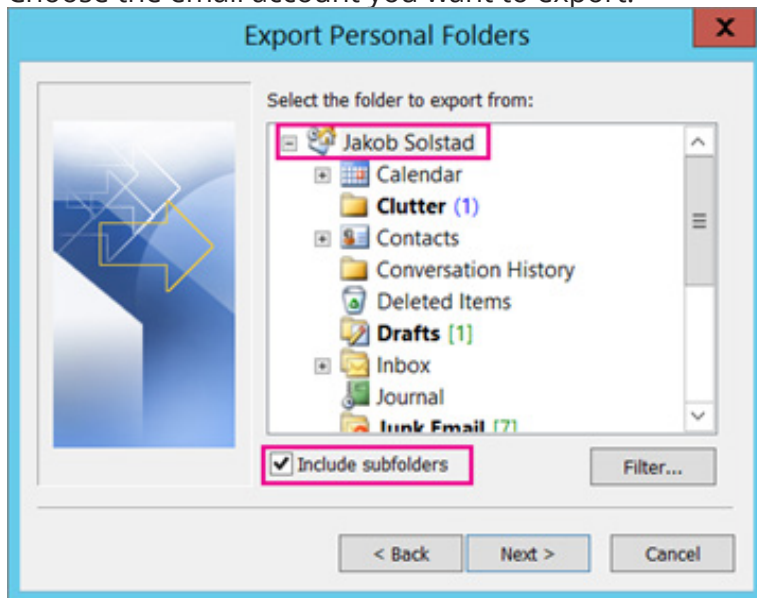 Choose the email account you want to export.
Export Personal Folders
X
Select the folder to export from:
Jakob Solstad
Calendar
Clutter (1)
Contacts
Conversation History
Deleted Items
Drafts [1]
Inbox
Journal
Junk Email [7]
Include subfolders
Filter...
< Back Next > Cancel